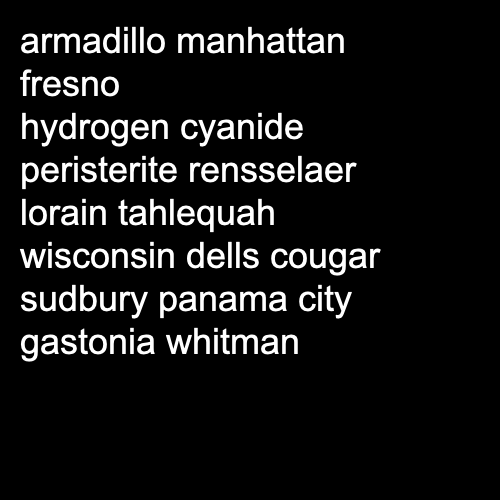 armadillo manhattan
fresno
hydrogen cyanide
peristerite rensselaer
lorain tahlequah
wisconsin dells cougar
sudbury panama city
gastonia whitman